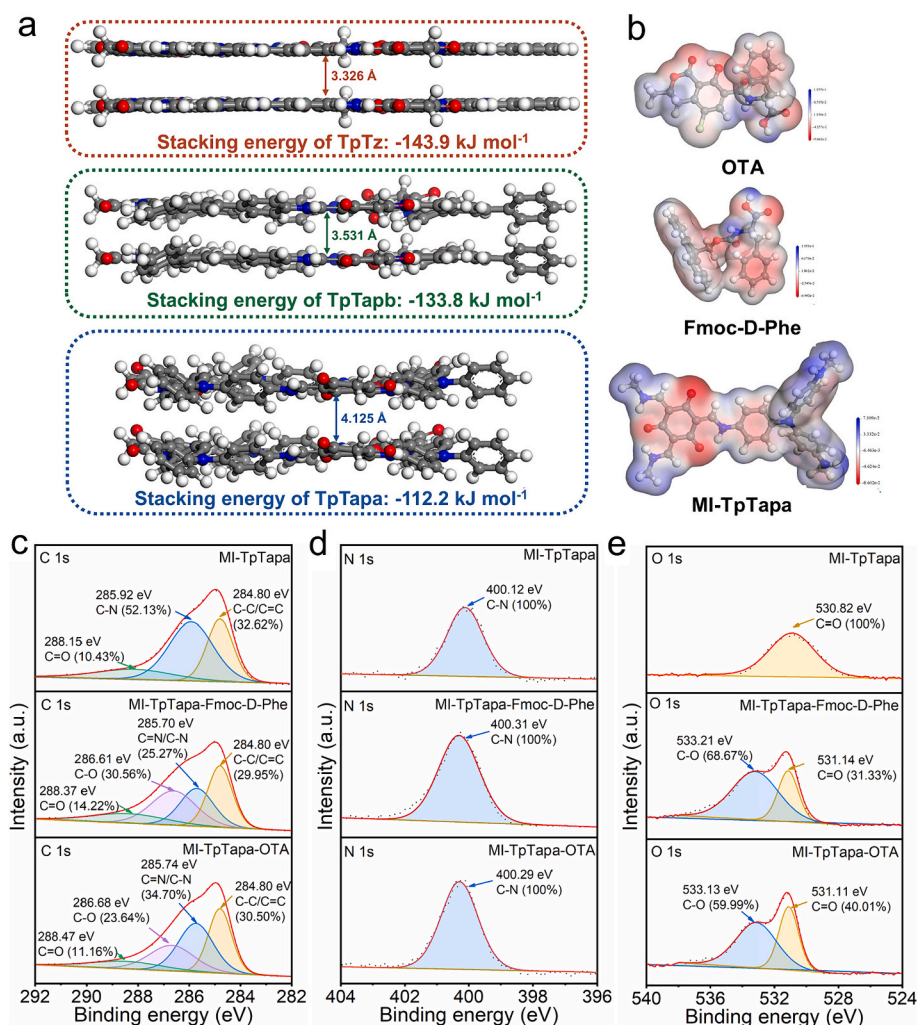 a
3.326 Å
Stacking energy of TpTz: -143.9 kJ mol⁻¹
3.531 Å
Stacking energy of TpTapb: -133.8 kJ mol⁻¹
4.125 Å
Stacking energy of TpTapa: -112.2 kJ mol⁻¹
b
OTA
Fmoc-D-Phe
MI-TpTapa
c
C 1s
MI-TpTapa
285.92 eV
C-N (52.13%)
284.80 eV
C-C/C=C
(32.62%)
288.15 eV
C=O (10.43%)
C 1s
MI-TpTapa-Fmoc-D-Phe
285.70 eV
C=N/C-N
(25.27%)
284.80 eV
C-C/C=C
(29.95%)
286.61 eV
C-O (30.56%)
288.37 eV
C=O (14.22%)
C 1s
MI-TpTapa-OTA
285.74 eV
C=N/C-N
(34.70%)
284.80 eV
C-C/C=C
(30.50%)
286.68 eV
C-O (23.64%)
288.47 eV
C=O (11.16%)
Intensity (a.u.)
292 290 288 286 284 282
Binding energy (eV)
d
N 1s
MI-TpTapa
400.12 eV
C-N (100%)
N 1s
MI-TpTapa-Fmoc-D-Phe
400.31 eV
C-N (100%)
N 1s
MI-TpTapa-OTA
400.29 eV
C-N (100%)
Intensity (a.u.)
404 402 400 398 396
Binding energy (eV)
e
O 1s
MI-TpTapa
530.82 eV
C=O (100%)
O 1s
MI-TpTapa-Fmoc-D-Phe
533.21 eV
C-O (68.67%)
531.14 eV
C=O (31.33%)
O 1s
MI-TpTapa-OTA
533.13 eV
C-O (59.99%)
531.11 eV
C=O (40.01%)
Intensity (a.u.)
540 536 532 528 524
Binding energy (eV)